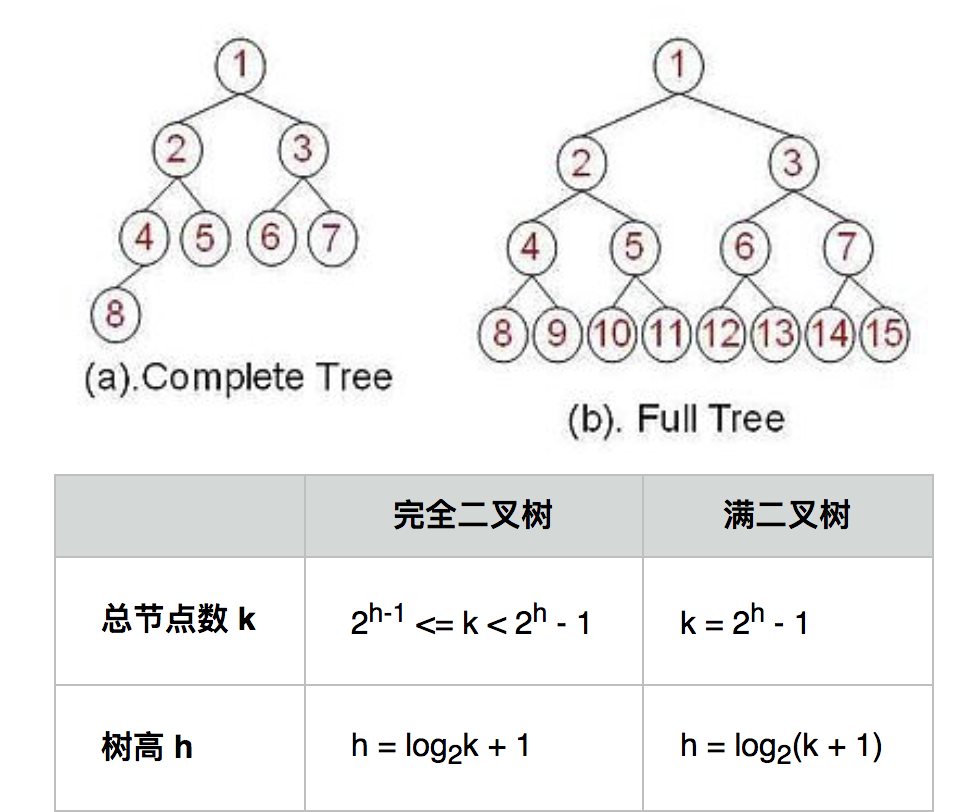 1
1
2 3
2 3
4 5 6 7
4 5 6 7
8
8 9 10 11 12 13 14 15
(a).Complete Tree
(b). Full Tree
完全二叉树 满二叉树
总节点数 k 2^{h-1} <= k < 2^h - 1 k = 2^h - 1
树高 h h = log₂k + 1 h = log₂(k + 1)